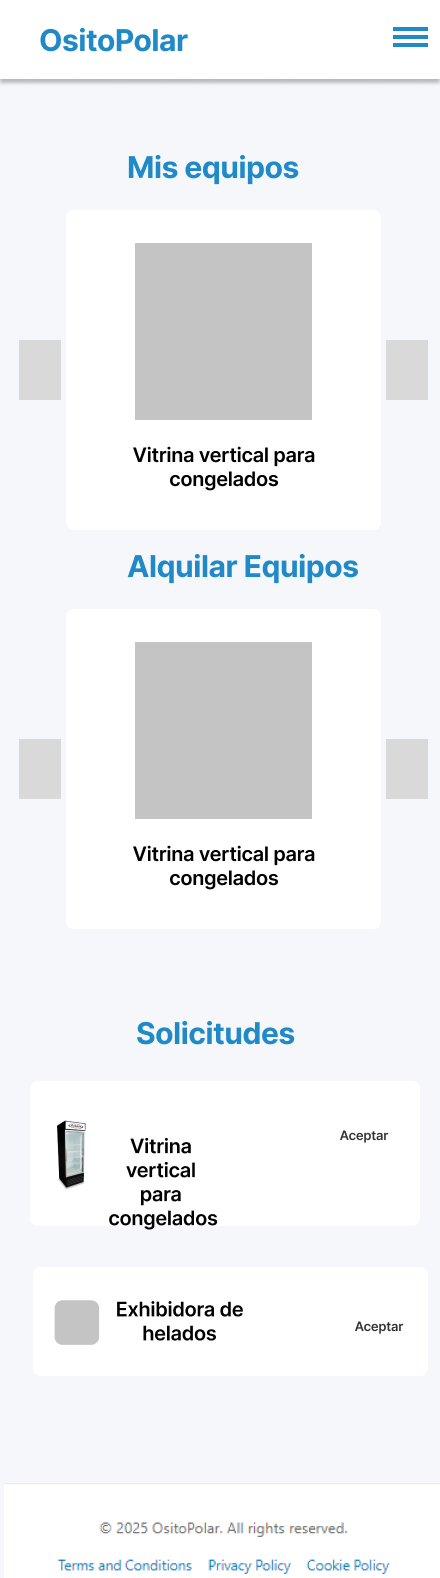 OsitoPolar
Mis equipos
Vitrina vertical para
congelados
Alquilar Equipos
Vitrina vertical para
congelados
Solicitudes
Vitrina
vertical
para
congelados
Aceptar
Exhibidora de
helados
Aceptar
© 2025 OsitoPolar. All rights reserved.
Terms and Conditions Privacy Policy Cookie Policy